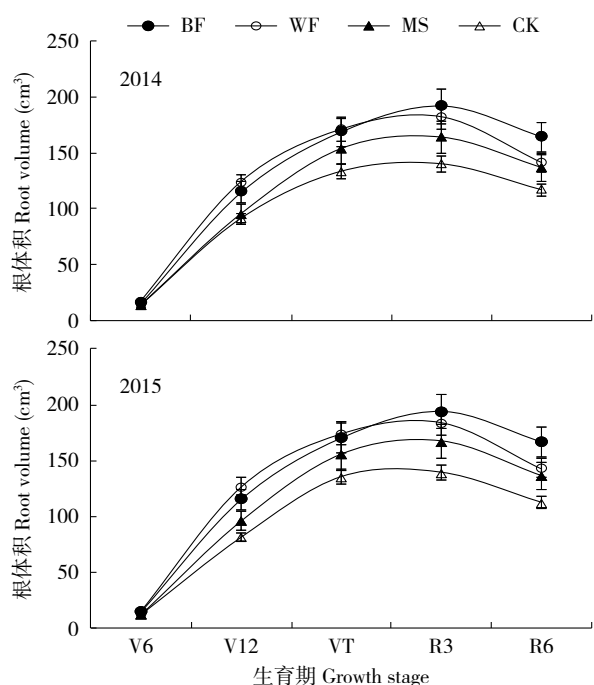 BF WF MS CK
250
2014
200
150
100
50
0
根体积 Root volume (cm³)
250
2015
200
150
100
50
0
根体积 Root volume (cm³)
V6 V12 VT R3 R6
生育期 Growth stage